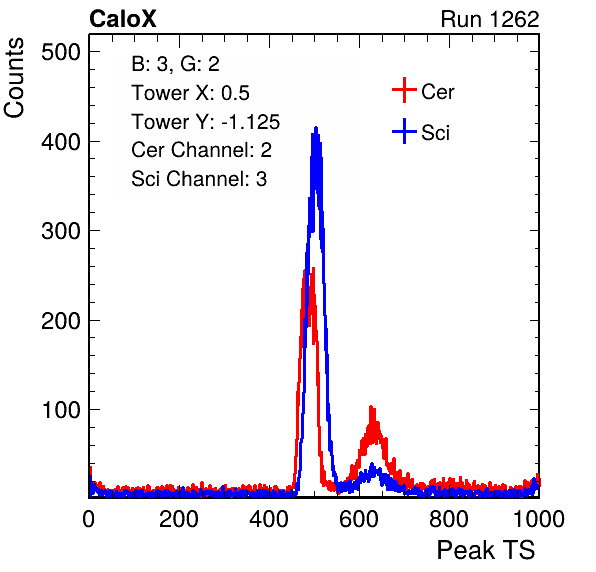 CaloX Run 1262
Counts
500
400
300
200
100
B: 3, G: 2
Tower X: 0.5
Tower Y: -1.125
Cer Channel: 2
Sci Channel: 3
Cer
Sci
0 200 400 600 800 1000
Peak TS